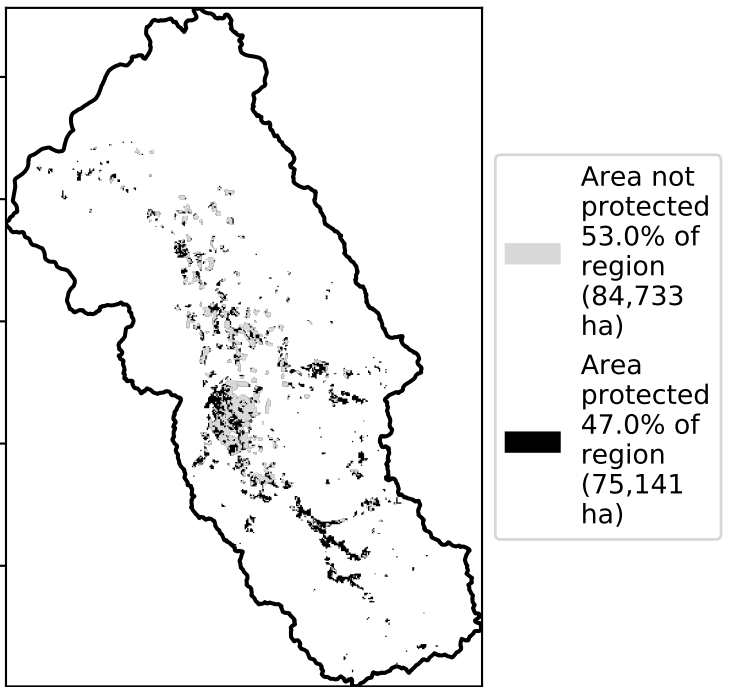 Area not
protected
53.0% of
region
(84,733
ha)
Area
protected
47.0% of
region
(75,141
ha)